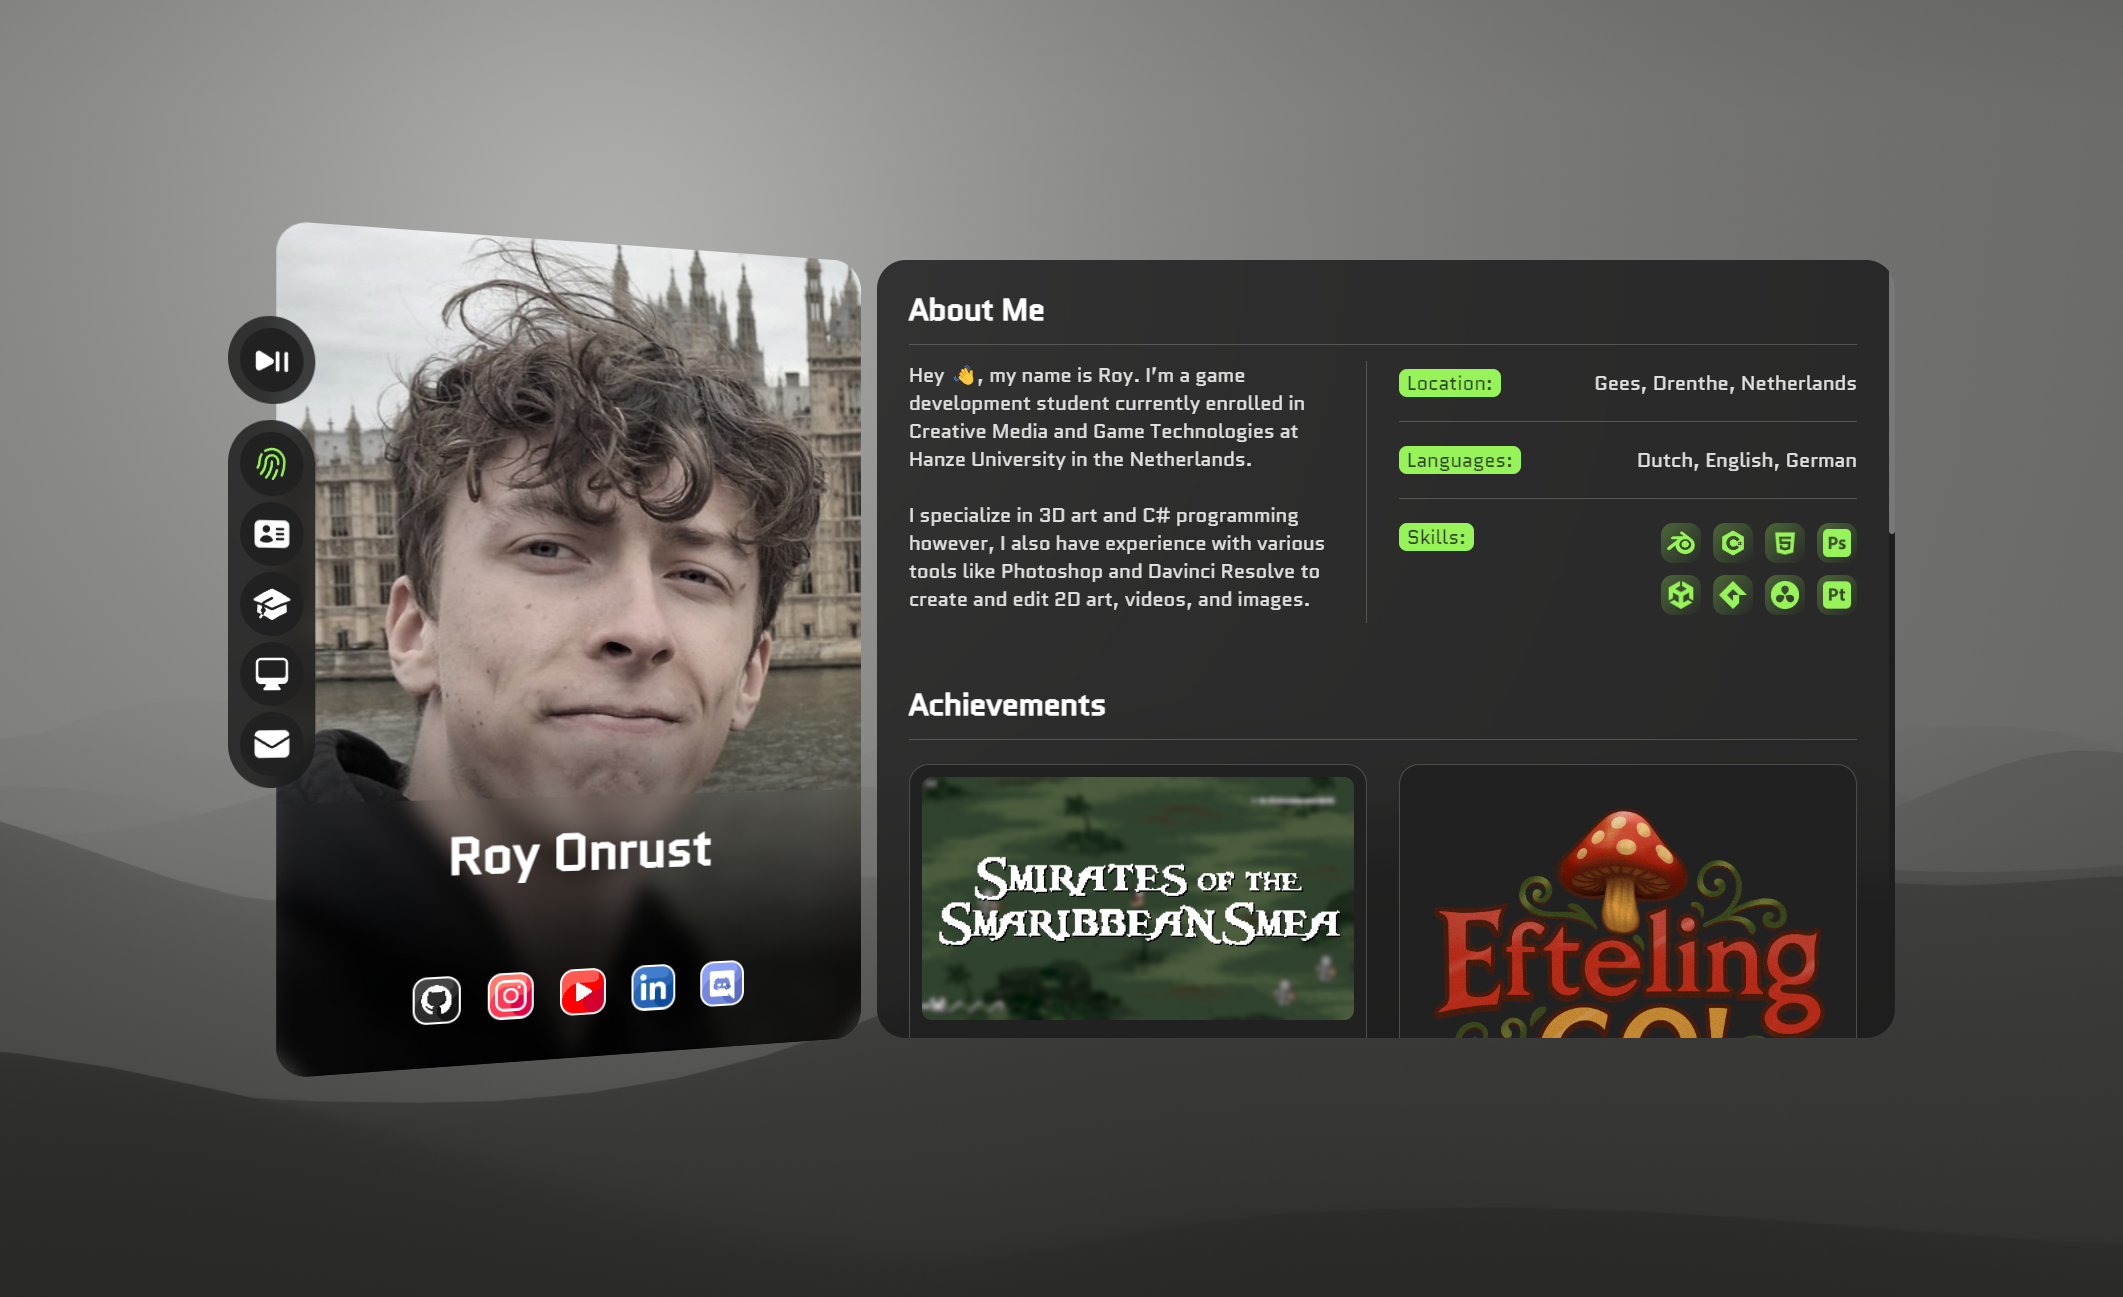 Roy Onrust
About Me
Hey 👋, my name is Roy. I’m a game
development student currently enrolled in
Creative Media and Game Technologies at
Hanze University in the Netherlands.
I specialize in 3D art and C# programming
however, I also have experience with various
tools like Photoshop and Davinci Resolve to
create and edit 2D art, videos, and images.
Location:
Gees, Drenthe, Netherlands
Languages:
Dutch, English, German
Skills:
Ps
Pt
Achievements
SMIRATES OF THE
SMARIBBEAN SMEA
Efteling
GO!
in